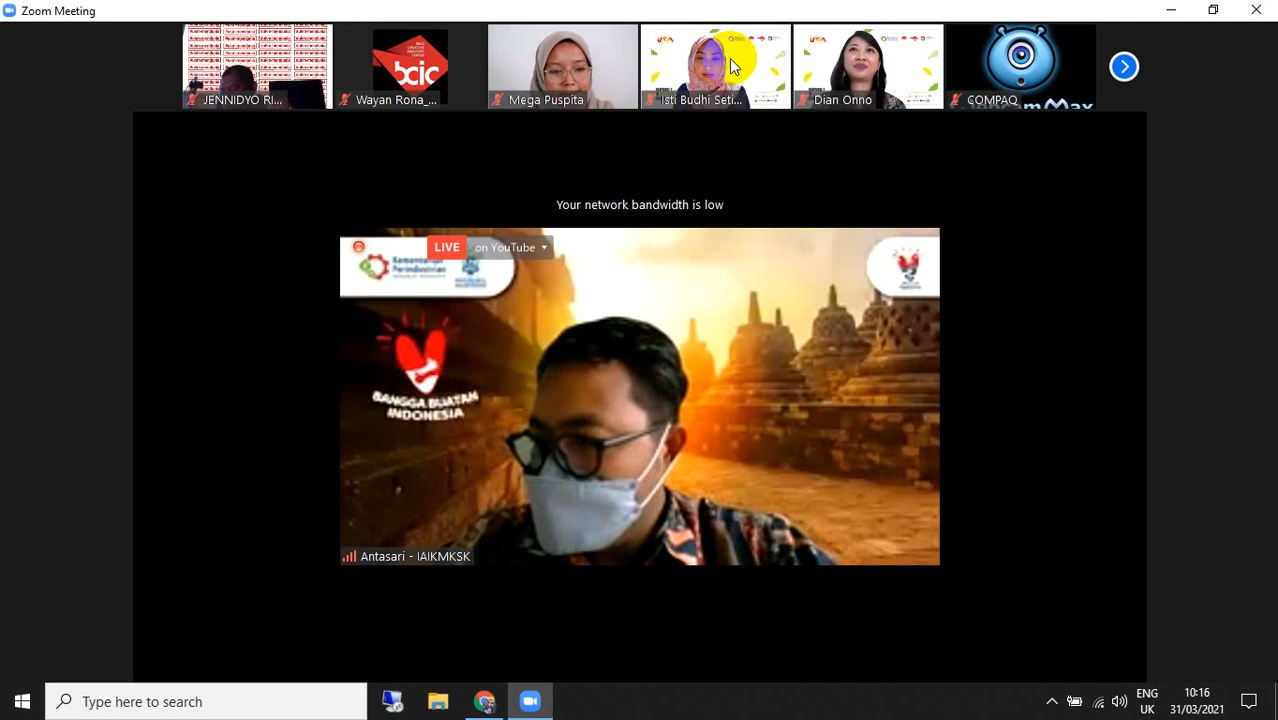 Zoom Meeting
bcic
JENNIDYO RI...
Wayan Rona_...
Mega Puspita
Isti Budhi Seti...
Dian Onno
COMPAQ
Your network bandwidth is low
LIVE on YouTube
Kementerian
Perindustrian
BANGGA BUATAN
INDONESIA
Antasari - IAIKMKSK
Type here to search
ENG
UK
10:16
31/03/2021